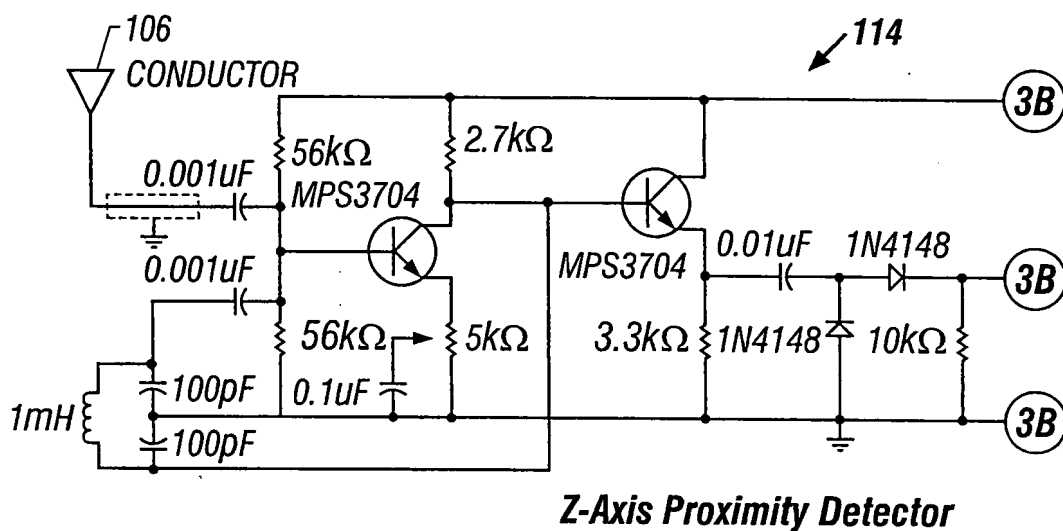 106
114
CONDUCTOR
3B
56kΩ
2.7kΩ
0.001uF
MPS3704
0.001uF
MPS3704
0.01uF
1N4148
3B
56kΩ
5kΩ
3.3kΩ
1N4148
10kΩ
100pF
0.1uF
1mH
100pF
3B
Z-Axis Proximity Detector